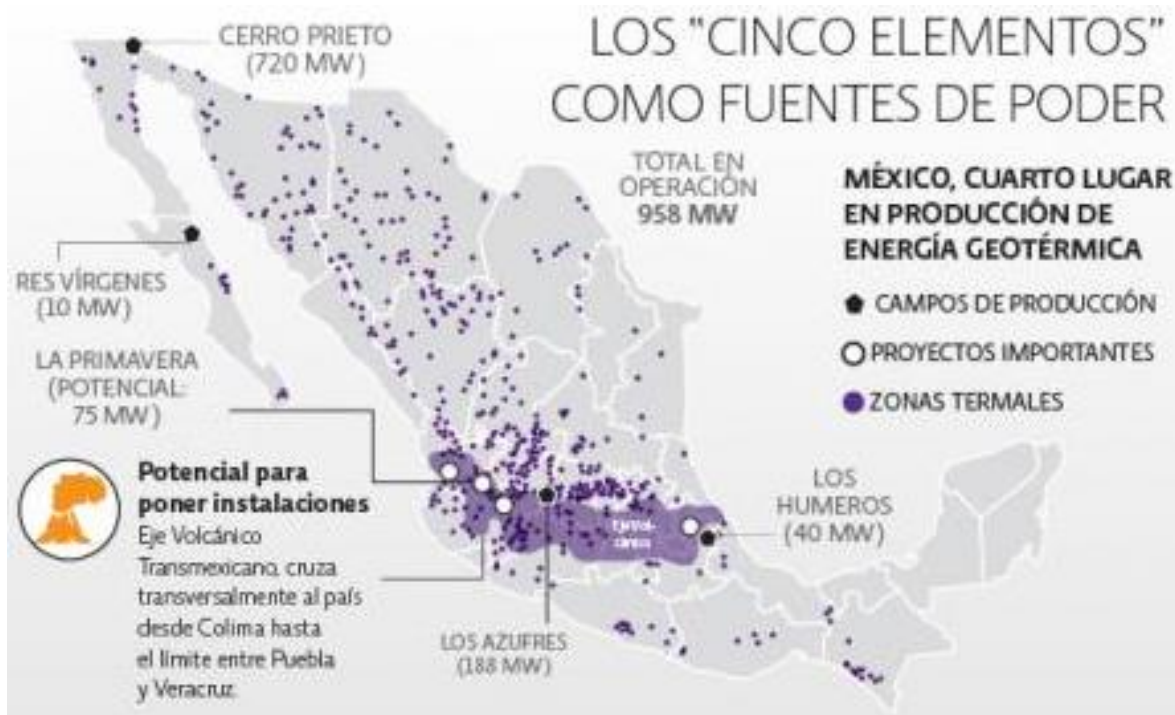 LOS "CINCO ELEMENTOS"
COMO FUENTES DE PODER
CERRO PRIETO
(720 MW)
TOTAL EN
OPERACIÓN
958 MW
MÉXICO, CUARTO LUGAR
EN PRODUCCIÓN DE
ENERGÍA GEOTÉRMICA
CAMPOS DE PRODUCCIÓN
PROYECTOS IMPORTANTES
ZONAS TERMALES
RES VÍRGENES
(10 MW)
LA PRIMAVERA
(POTENCIAL:
75 MW)
Potencial para
poner instalaciones
Eje Volcánico
Transmexicano, cruza
transversalmente al país
desde Colima hasta
el límite entre Puebla
y Veracruz.
LOS AZUFRES
(188 MW)
Eje Vol-
cánico
LOS
HUMEROS
(40 MW)